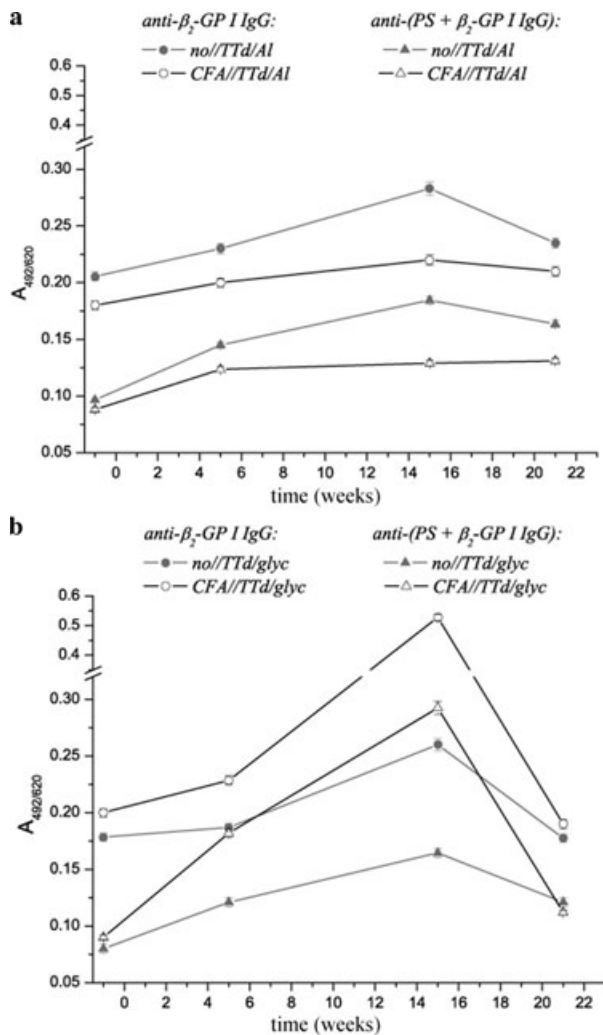 a
anti-β2-GP I IgG: anti-(PS + β2-GP I IgG):
no//TTd/Al no//TTd/Al
CFA//TTd/Al CFA//TTd/Al
0.6
0.4
0.30
0.25
0.20
0.15
0.10
0.05
A492/620
0 2 4 6 8 10 12 14 16 18 20 22
time (weeks)
b
anti-β2-GP I IgG: anti-(PS + β2-GP I IgG):
no//TTd/glyc no//TTd/glyc
CFA//TTd/glyc CFA//TTd/glyc
0.6
0.5
0.4
0.30
0.25
0.20
0.15
0.10
0.05
A492/620
0 2 4 6 8 10 12 14 16 18 20 22
time (weeks)